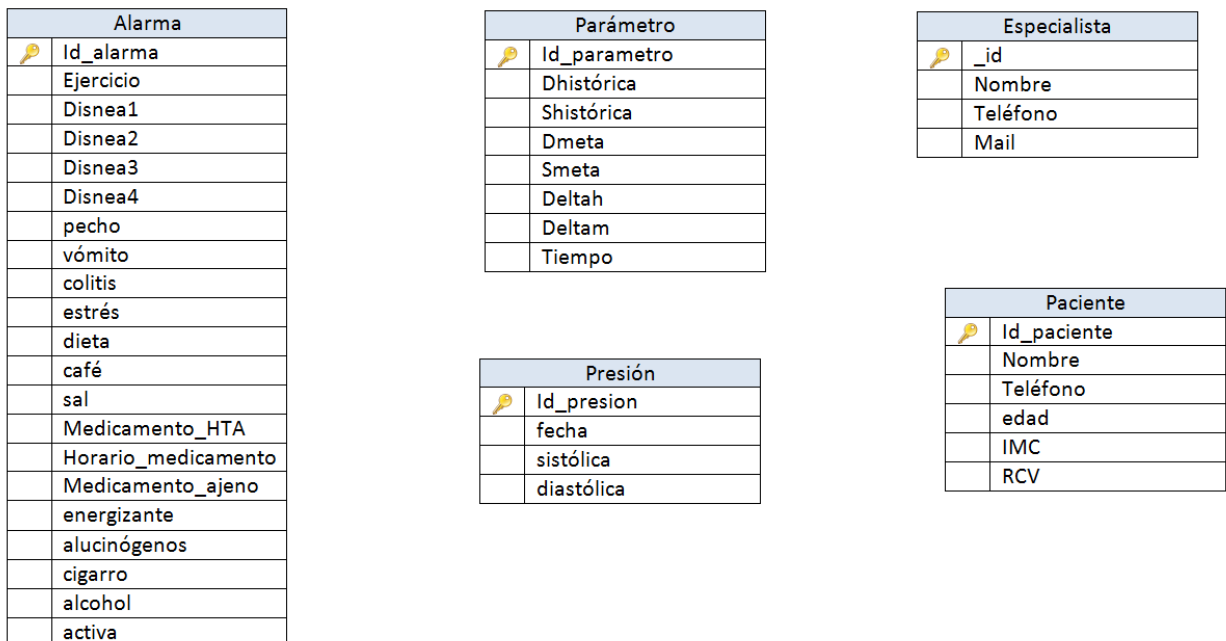 Alarma
Id_alarma
Ejercicio
Disnea1
Disnea2
Disnea3
Disnea4
pecho
vómito
colitis
estrés
dieta
café
sal
Medicamento_HTA
Horario_medicamento
Medicamento_ajeno
energizante
alucinógenos
cigarro
alcohol
activa
Parámetro
Id_parametro
Dhistórica
Shistórica
Dmeta
Smeta
Deltah
Deltam
Tiempo
Presión
Id_presion
fecha
sistólica
diastólica
Especialista
_id
Nombre
Teléfono
Mail
Paciente
Id_paciente
Nombre
Teléfono
edad
IMC
RCV